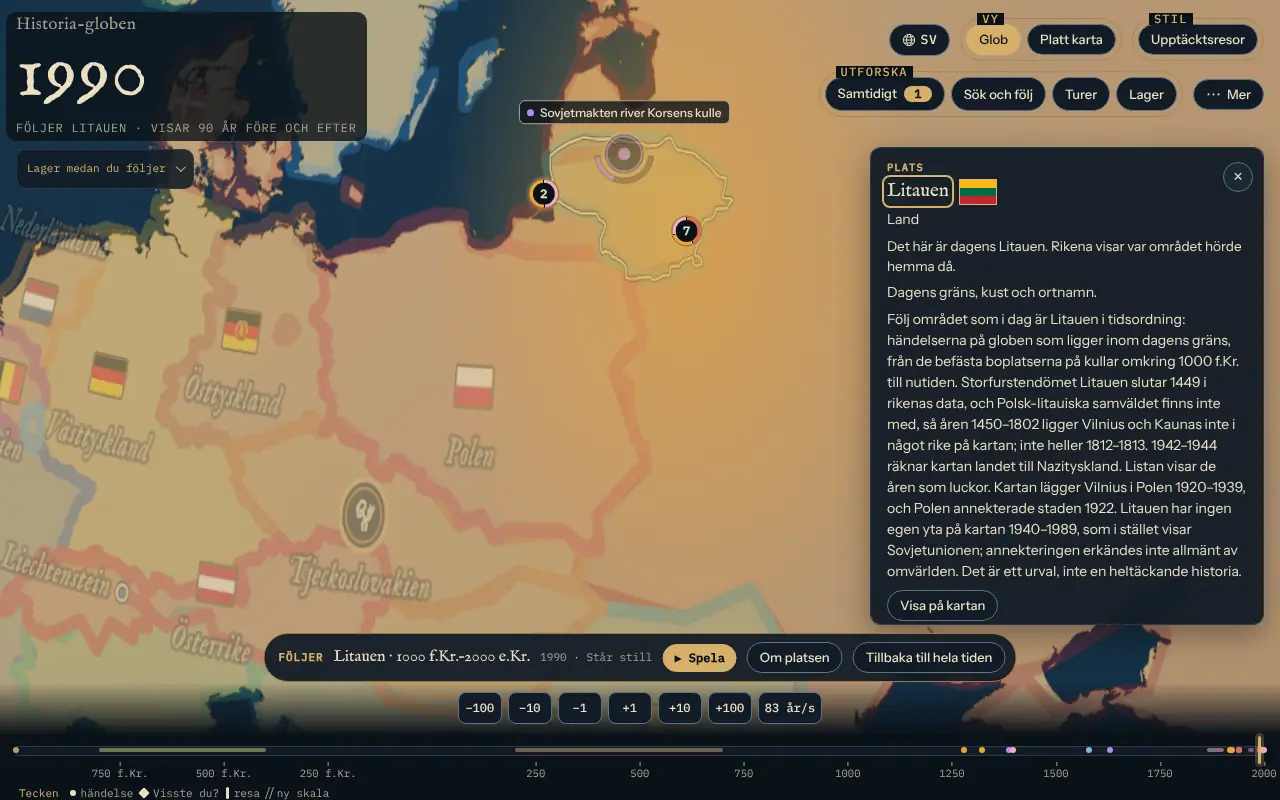 Historia-globen
1990
FÖLJER LITAUEN · VISAR 90 ÅR FÖRE OCH EFTER
Lager medan du följer
SV
VY
Glob
Platt karta
STIL
Upptäcktsresor
UTFORSKA
Samtidigt 1
Sök och följ
Turer
Lager
··· Mer
Sovjetmakten river Korsens kulle
2
7
Nederländerna
Östtyskland
Västtyskland
Polen
Tjeckoslovakien
Liechtenstein
Österrike
PLATS
Litauen
×
Land
Det här är dagens Litauen. Rikena visar var området hörde
hemma då.
Dagens gräns, kust och ortnamn.
Följ området som i dag är Litauen i tidsordning:
händelserna på globen som ligger inom dagens gräns,
från de befästa boplatserna på kullar omkring 1000 f.Kr.
till nutiden. Storfurstendömet Litauen slutar 1449 i
rikenas data, och Polsk-litauiska samväldet finns inte
med, så åren 1450–1802 ligger Vilnius och Kaunas inte i
något rike på kartan; inte heller 1812–1813. 1942–1944
räknar kartan landet till Nazityskland. Listan visar de
åren som luckor. Kartan lägger Vilnius i Polen 1920–1939,
och Polen annekterade staden 1922. Litauen har ingen
egen yta på kartan 1940–1989, som i stället visar
Sovjetunionen; annekteringen erkändes inte allmänt av
omvärlden. Det är ett urval, inte en heltäckande historia.
Visa på kartan
FÖLJER Litauen · 1000 f.Kr.–2000 e.Kr. 1990 · Står still
▶ Spela
Om platsen
Tillbaka till hela tiden
−100
−10
−1
+1
+10
+100
83 år/s
750 f.Kr.
500 f.Kr.
250 f.Kr.
250
500
750
1000
1250
1500
1750
2000
Tecken ● händelse ◆ Visste du? | resa // ny skala